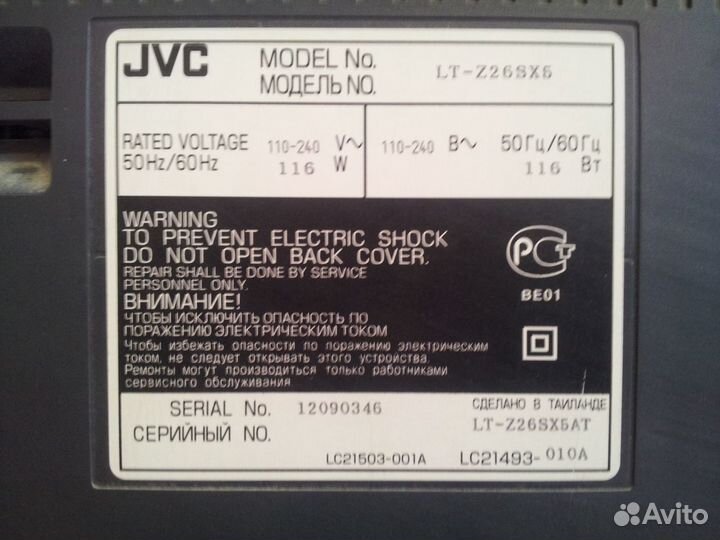 JVC
MODEL No.
МОДЕЛЬ NO.
LT-Z26SX5
RATED VOLTAGE 110-240 V~
50Hz/60Hz 116 W
110-240 В~ 50Гц/60Гц
116 Вт
WARNING
TO PREVENT ELECTRIC SHOCK
DO NOT OPEN BACK COVER.
REPAIR SHALL BE DONE BY SERVICE
PERSONNEL ONLY.
ВНИМАНИЕ!
ЧТОБЫ ИСКЛЮЧИТЬ ОПАСНОСТЬ ПО
ПОРАЖЕНИЮ ЭЛЕКТРИЧЕСКИМ ТОКОМ
Чтобы избежать опасности по поражению электрическим
током, не следует открывать этого устройства.
Ремонты могут производиться только работниками
сервисного обслуживания
РСТ
BE01
SERIAL No. 12090346
СЕРИЙНЫЙ NO.
СДЕЛАНО В ТАИЛАНДЕ
LT-Z26SX5AT
LC21503-001A
LC21493-010A
Avito